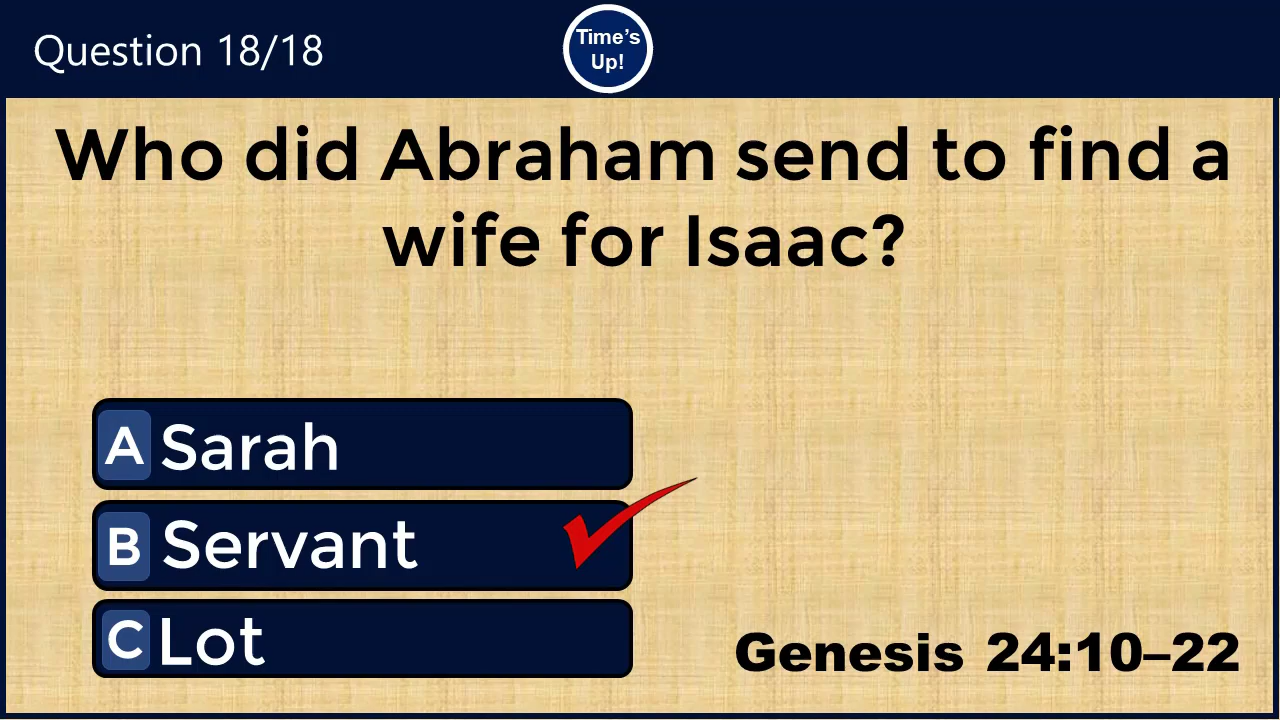 Question 18/18
Time's
Up!
Who did Abraham send to find a
wife for Isaac?
A Sarah
B Servant
C Lot
Genesis 24:10–22